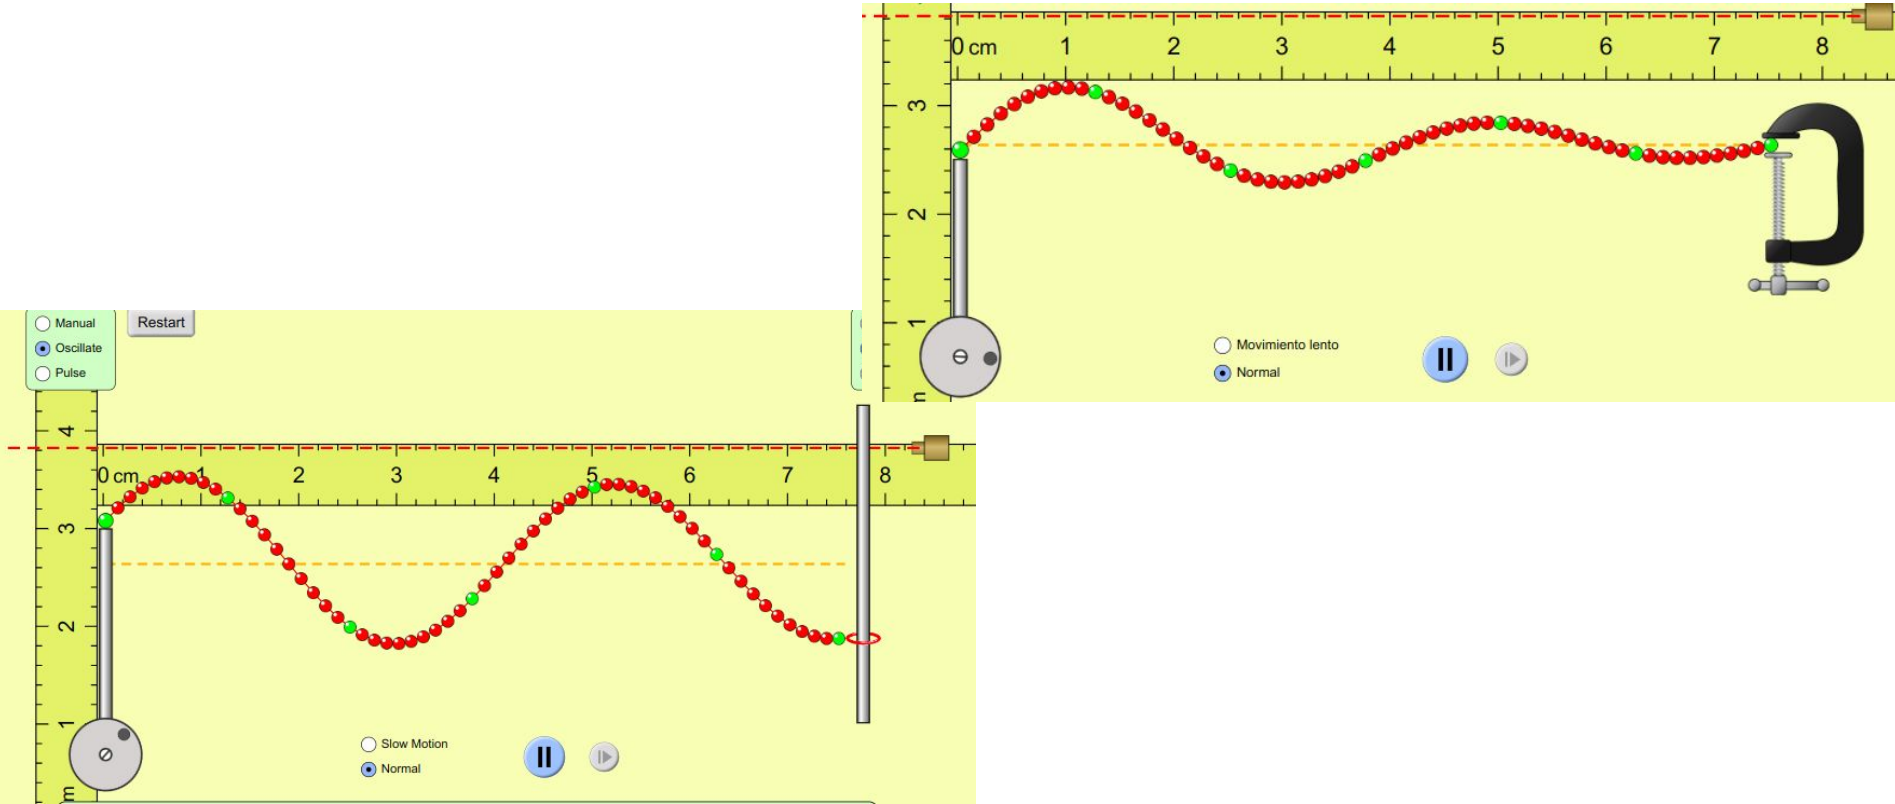 0 cm 1 2 3 4 5 6 7 8
3
2
1
Movimiento lento
Normal
Manual
Restart
Oscillate
Pulse
4
0 cm 1 2 3 4 5 6 7 8
3
2
1
Slow Motion
Normal